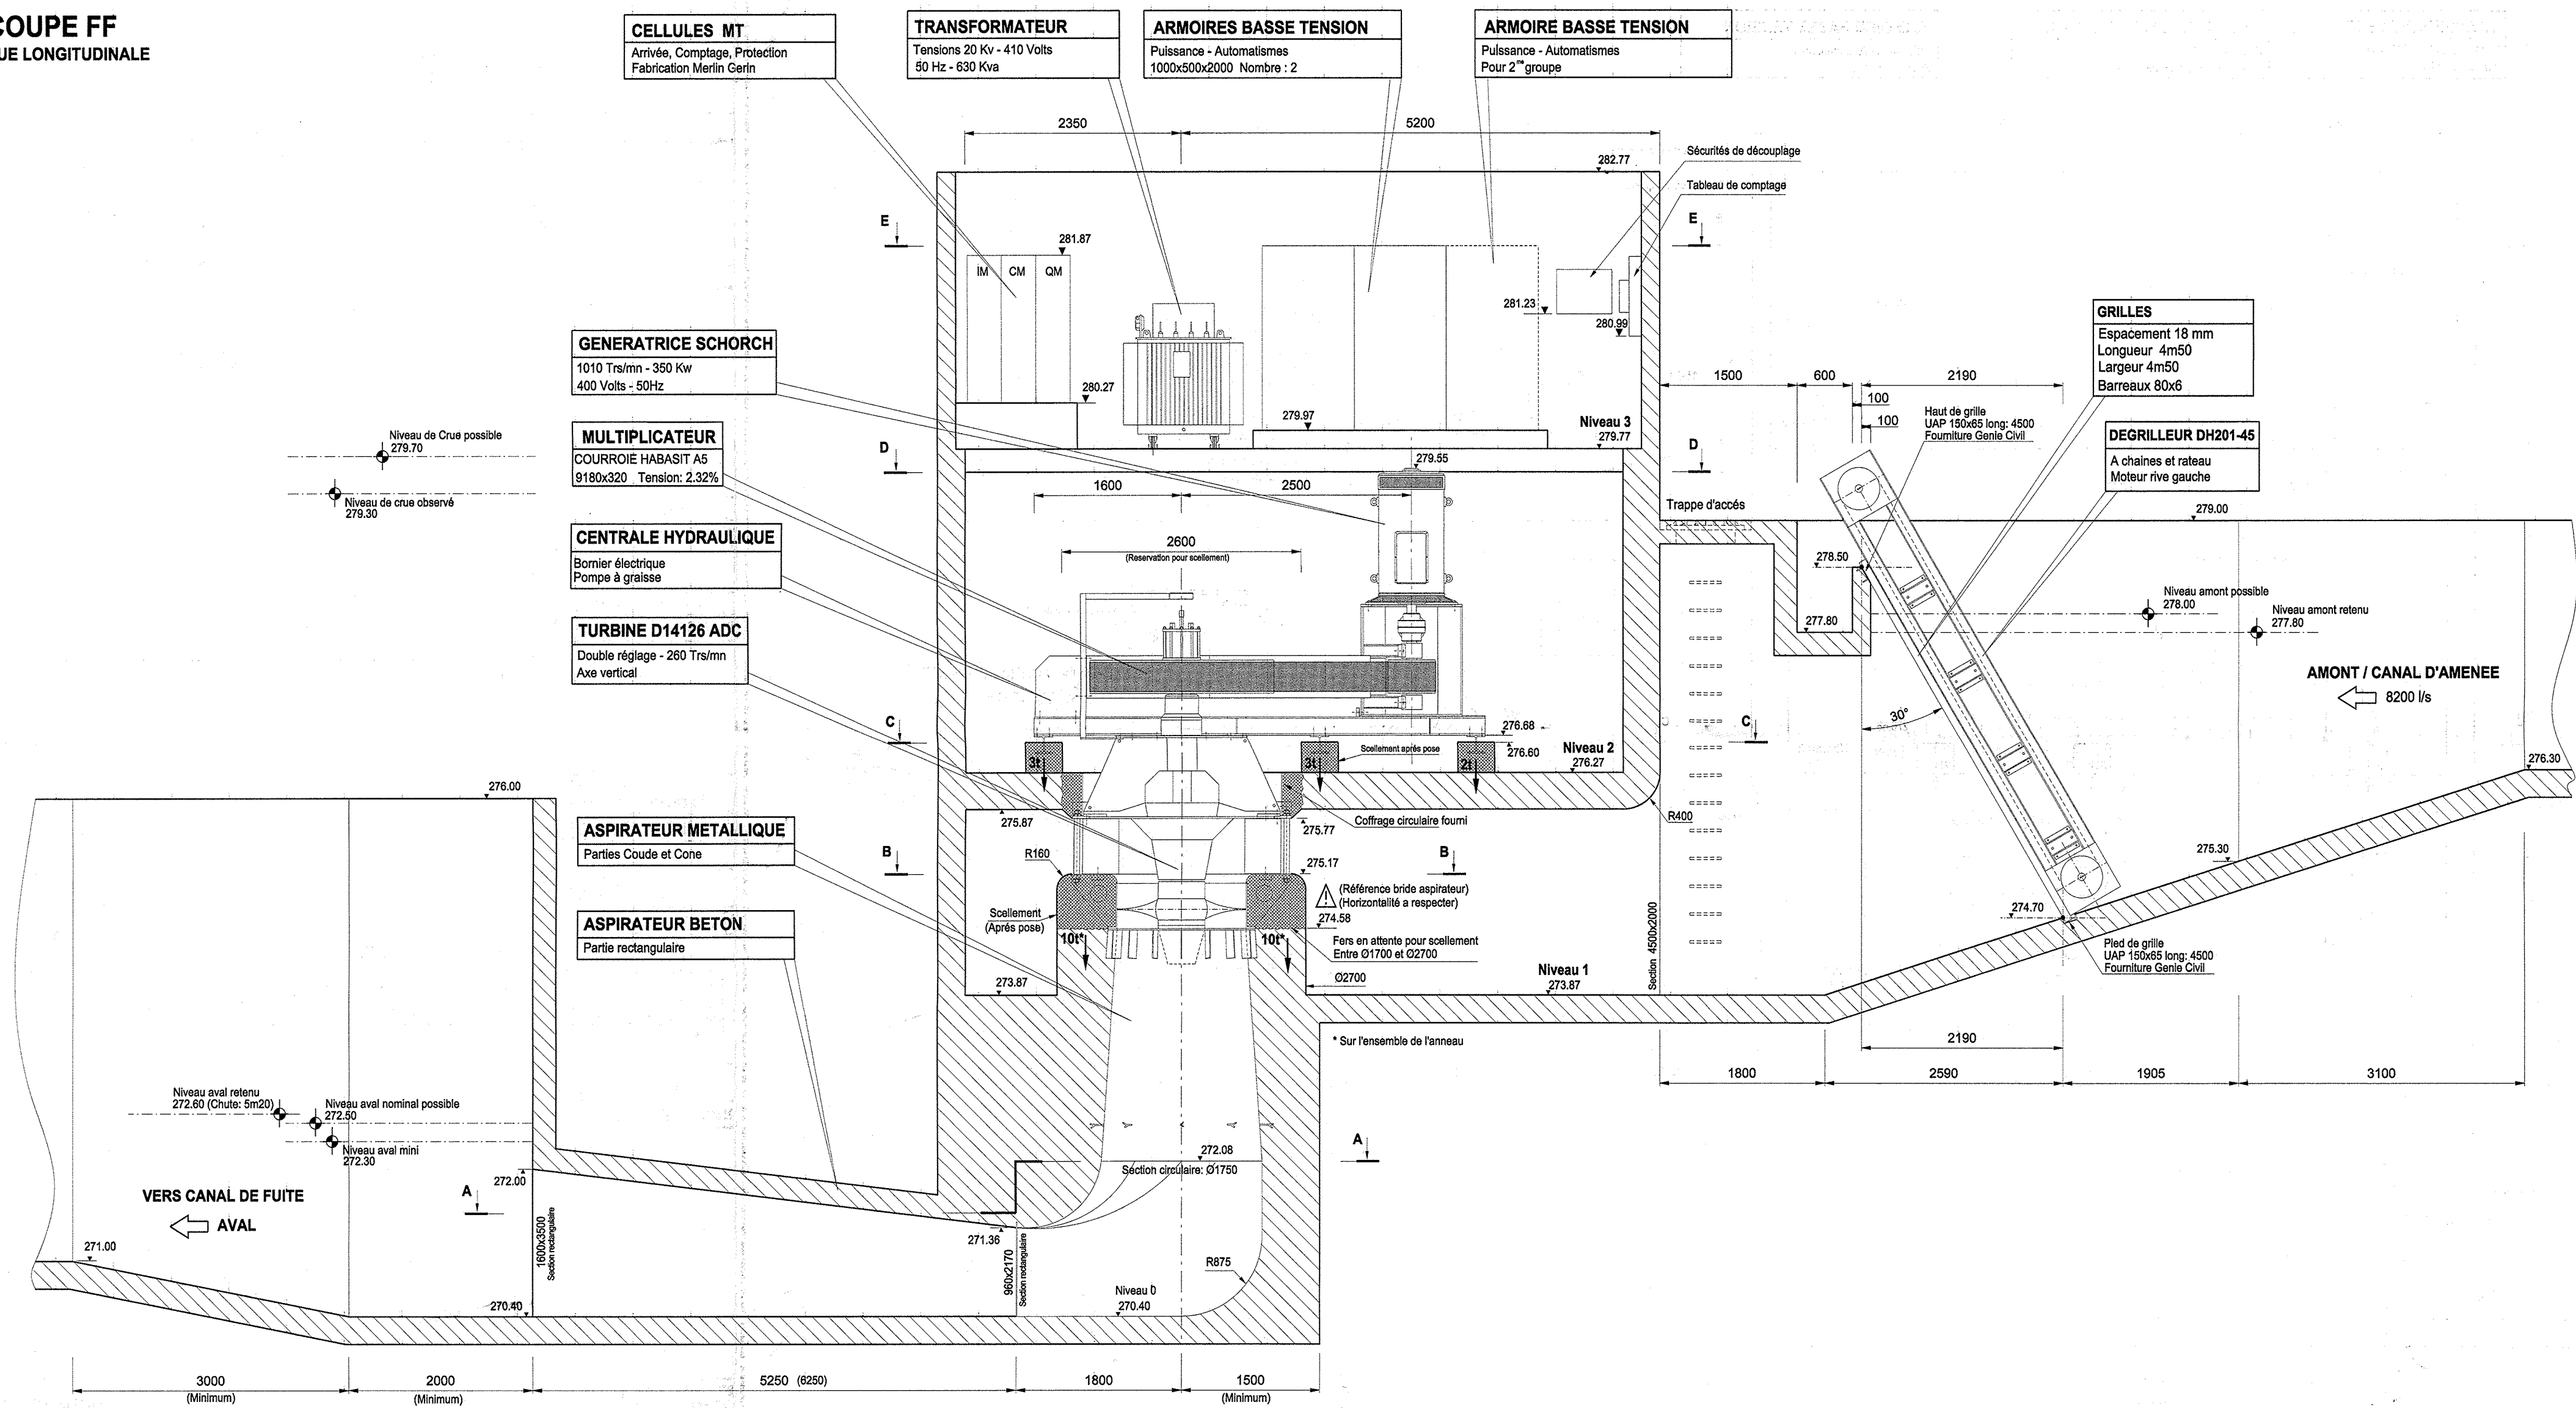 COUPE FF
UE LONGITUDINALE
CELLULES MT
Arrivée, Comptage, Protection
Fabrication Merlin Gerin
TRANSFORMATEUR
Tensions 20 Kv - 410 Volts
50 Hz - 630 Kva
ARMOIRES BASSE TENSION
Puissance - Automatismes
1000x500x2000 Nombre : 2
ARMOIRE BASSE TENSION
Puissance - Automatismes
Pour 2me groupe
2350
5200
282.77
Sécurités de découplage
Tableau de comptage
E
E
281.87
IM
CM
QM
281.23
280.99
280.27
279.97
Niveau 3
279.77
GENERATRICE SCHORCH
1010 Trs/mn - 350 Kw
400 Volts - 50Hz
MULTIPLICATEUR
COURROIE HABASIT A5
9180x320 Tension: 2.32%
CENTRALE HYDRAULIQUE
Bornier électrique
Pompe à graisse
TURBINE D14126 ADC
Double réglage - 260 Trs/mn
Axe vertical
ASPIRATEUR METALLIQUE
Parties Coude et Cone
ASPIRATEUR BETON
Partie rectangulaire
Niveau de Crue possible
279.70
Niveau de crue observé
279.30
D
D
279.55
1600
2500
2600
(Reservation pour scellement)
1500
600
2190
100
100
GRILLES
Espacement 18 mm
Longueur 4m50
Largeur 4m50
Barreaux 80x6
Haut de grille
UAP 150x65 long: 4500
Fourniture Genie Civil
DEGRILLEUR DH201-45
A chaines et rateau
Moteur rive gauche
Trappe d'accés
279.00
278.50
277.80
Niveau amont possible
278.00
Niveau amont retenu
277.80
AMONT / CANAL D'AMENEE
8200 l/s
30°
C
C
276.68
276.60
Scellement aprés pose
Niveau 2
276.27
3t
3t
2t
276.30
276.00
275.87
275.77
Coffrage circulaire fourni
R400
R160
275.17
B
B
275.30
(Référence bride aspirateur)
(Horizontalité a respecter)
274.58
Scellement
(Aprés pose)
10t*
10t*
Fers en attente pour scellement
Entre Ø1700 et Ø2700
Ø2700
274.70
Pied de grille
UAP 150x65 long: 4500
Fourniture Genie Civil
Section 4500x2000
273.87
Niveau 1
273.87
* Sur l'ensemble de l'anneau
2190
1800
2590
1905
3100
Niveau aval retenu
272.60 (Chute: 5m20)
Niveau aval nominal possible
272.50
Niveau aval mini
272.30
A
A
272.08
Section circulaire: Ø1750
272.00
VERS CANAL DE FUITE
AVAL
271.00
1600x3500
Section rectangulaire
271.36
960x2170
Section rectangulaire
R875
Niveau 0
270.40
270.40
3000
(Minimum)
2000
(Minimum)
5250 (6250)
1800
1500
(Minimum)